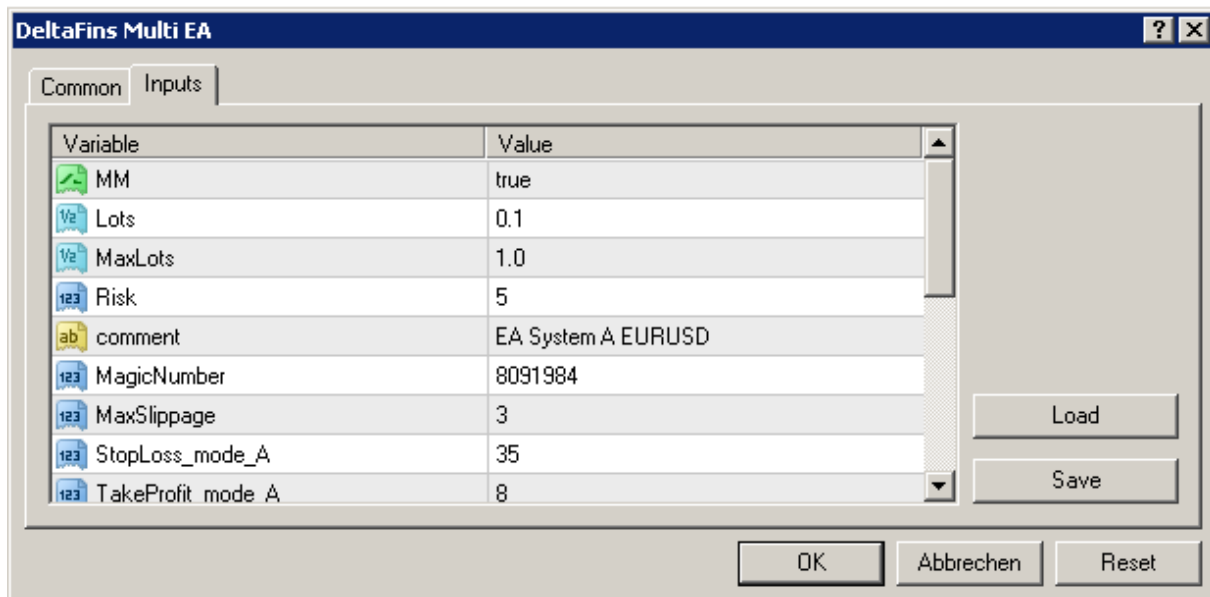 DeltaFins Multi EA
Common Inputs
Variable Value
MM true
Lots 0.1
MaxLots 1.0
Risk 5
comment EA System A EURUSD
MagicNumber 8091984
MaxSlippage 3
StopLoss_mode_A 35
TakeProfit_mode_A 8
Load
Save
OK Abbrechen Reset